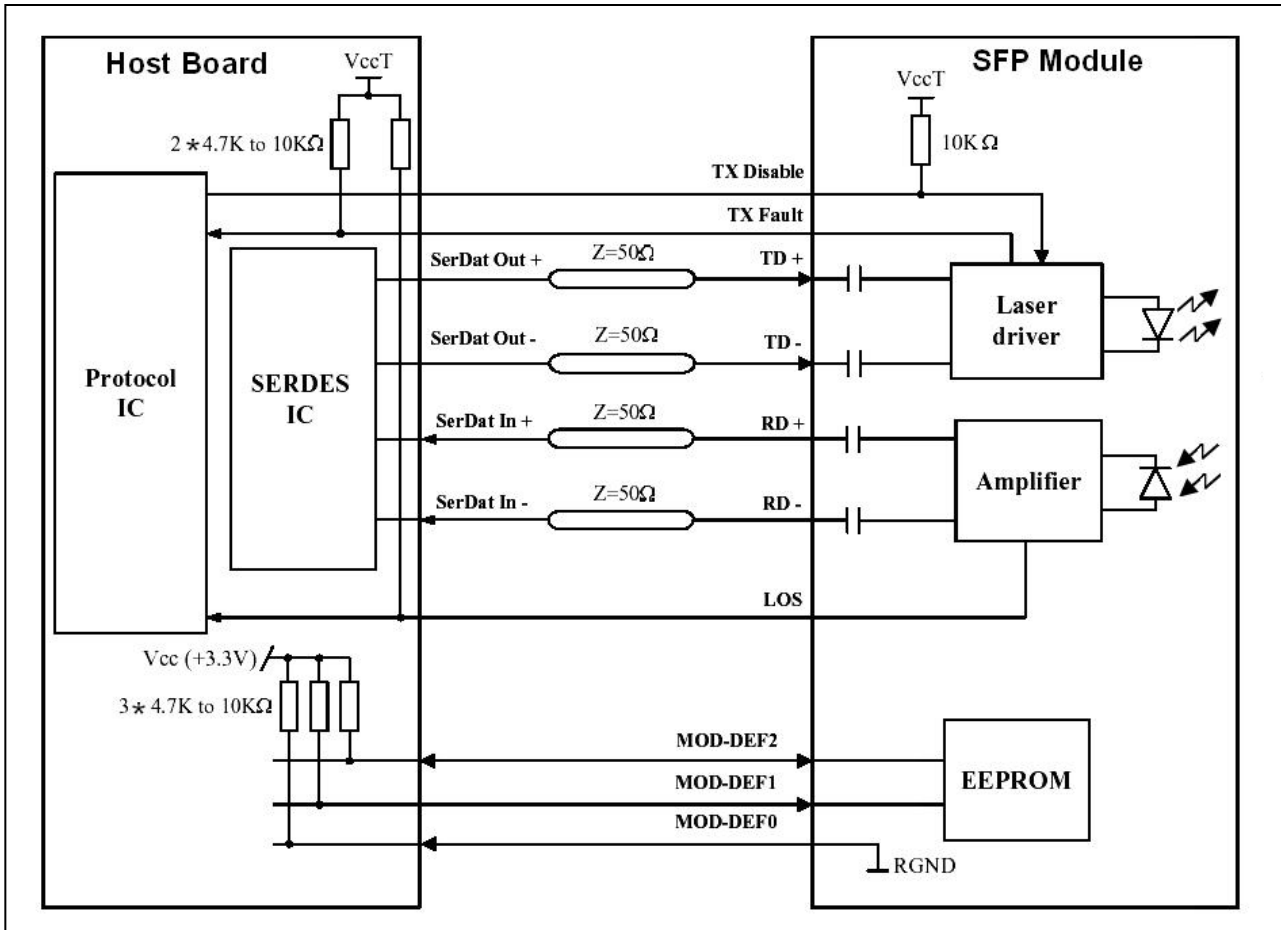 Host Board
SFP Module
VccT
VccT
2*4.7K to 10KΩ
10KΩ
TX Disable
TX Fault
SerDat Out +
Z=50Ω
TD +
SerDat Out -
Z=50Ω
TD -
Laser
driver
Protocol
IC
SERDES
IC
SerDat In +
Z=50Ω
RD +
SerDat In -
Z=50Ω
RD -
Amplifier
LOS
Vcc (+3.3V)
3*4.7K to 10KΩ
MOD-DEF2
MOD-DEF1
MOD-DEF0
EEPROM
RGND